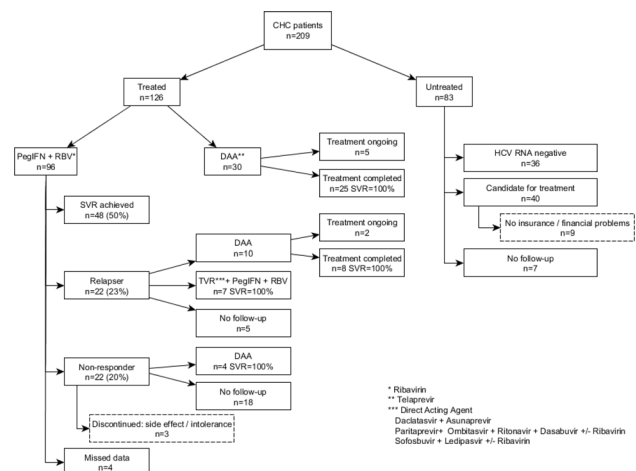 CHC patients
n=209
Treated
n=126
Untreated
n=83
PegIFN + RBV*
n=96
DAA**
n=30
Treatment ongoing
n=5
Treatment completed
n=25 SVR=100%
HCV RNA negative
n=36
Candidate for treatment
n=40
No insurance / financial problems
n=9
No follow-up
n=7
SVR achieved
n=48 (50%)
Relapser
n=22 (23%)
DAA
n=10
Treatment ongoing
n=2
Treatment completed
n=8 SVR=100%
TVR***+ PegIFN + RBV
n=7 SVR=100%
No follow-up
n=5
Non-responder
n=22 (20%)
DAA
n=4 SVR=100%
No follow-up
n=18
Discontinued: side effect / intolerance
n=3
Missed data
n=4
* Ribavirin
** Telaprevir
*** Direct Acting Agent
Daclatasvir + Asunaprevir
Paritaprevir+ Ombitasvir + Ritonavir + Dasabuvir +/- Ribavirin
Sofosbuvir + Ledipasvir +/- Ribavirin